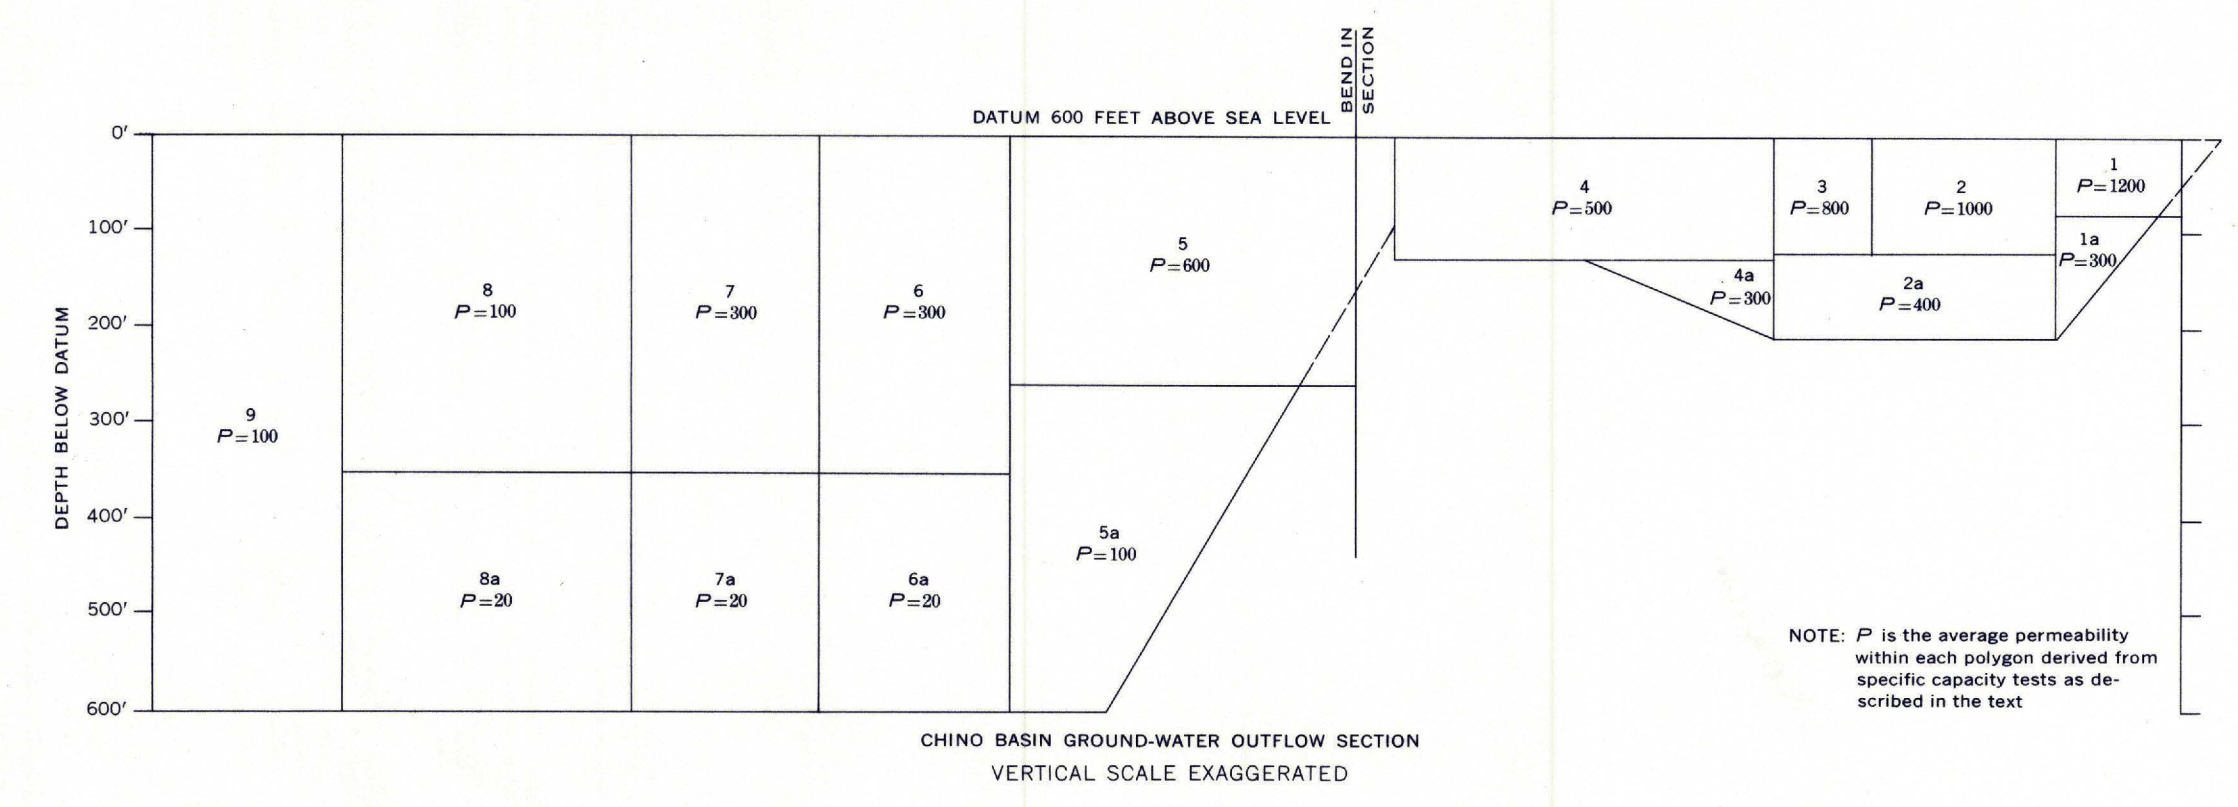 BEND IN
SECTION
DATUM 600 FEET ABOVE SEA LEVEL
DEPTH BELOW DATUM
0'
100'
200'
300'
400'
500'
600'
9
P=100
8
P=100
7
P=300
6
P=300
5
P=600
4
P=500
3
P=800
2
P=1000
1
P=1200
1a
P=300
4a
P=300
2a
P=400
8a
P=20
7a
P=20
6a
P=20
5a
P=100
NOTE: P is the average permeability
within each polygon derived from
specific capacity tests as de-
scribed in the text
CHINO BASIN GROUND-WATER OUTFLOW SECTION
VERTICAL SCALE EXAGGERATED